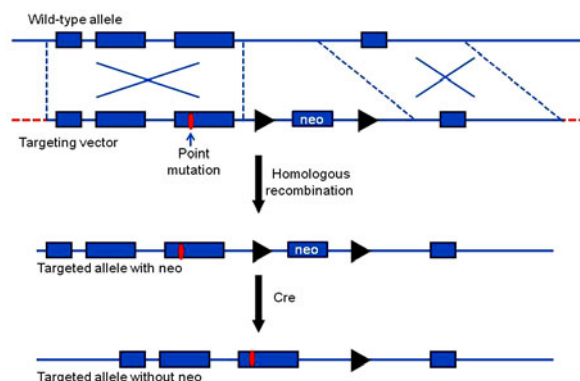 Wild-type allele
neo
Targeting vector
Point
mutation
Homologous
recombination
neo
Targeted allele with neo
Cre
Targeted allele without neo